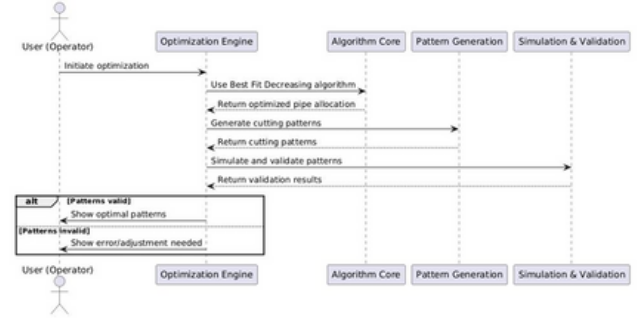 User (Operator)
Optimization Engine
Algorithm Core
Pattern Generation
Simulation & Validation
Initiate optimization
Use Best Fit Decreasing algorithm
Return optimized pipe allocation
Generate cutting patterns
Return cutting patterns
Simulate and validate patterns
Return validation results
alt
[Patterns valid]
Show optimal patterns
[Patterns invalid]
Show error/adjustment needed
User (Operator)
Optimization Engine
Algorithm Core
Pattern Generation
Simulation & Validation